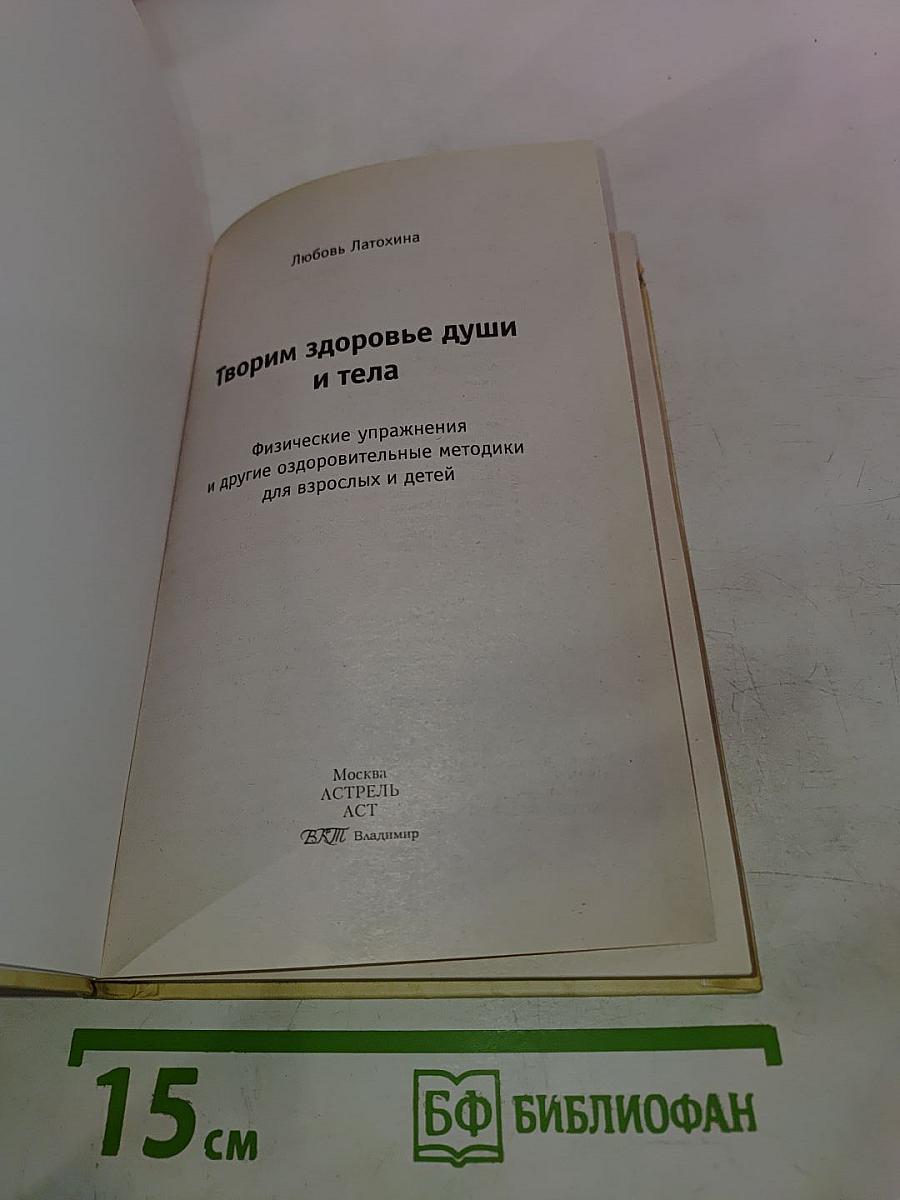 Любовь Латохина
Творим здоровье души
и тела
Физические упражнения
и другие оздоровительные методики
для взрослых и детей
Москва
АСТРЕЛЬ
АСТ
ВКТ Владимир
15 см
БФ БИБЛИОФАН